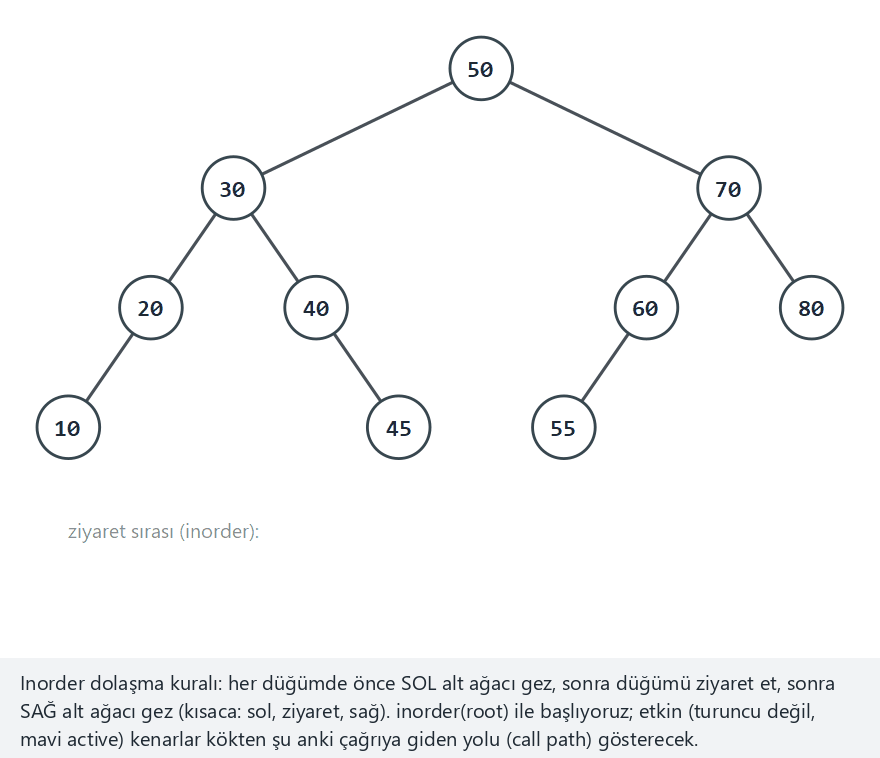 50
30
70
20
40
60
80
10
45
55
ziyaret sırası (inorder):
Inorder dolaşma kuralı: her düğümde önce SOL alt ağacı gez, sonra düğümü ziyaret et, sonra
SAĞ alt ağacı gez (kısaca: sol, ziyaret, sağ). inorder(root) ile başlıyoruz; etkin (turuncu değil,
mavi active) kenarlar kökten şu anki çağrıya giden yolu (call path) gösterecek.